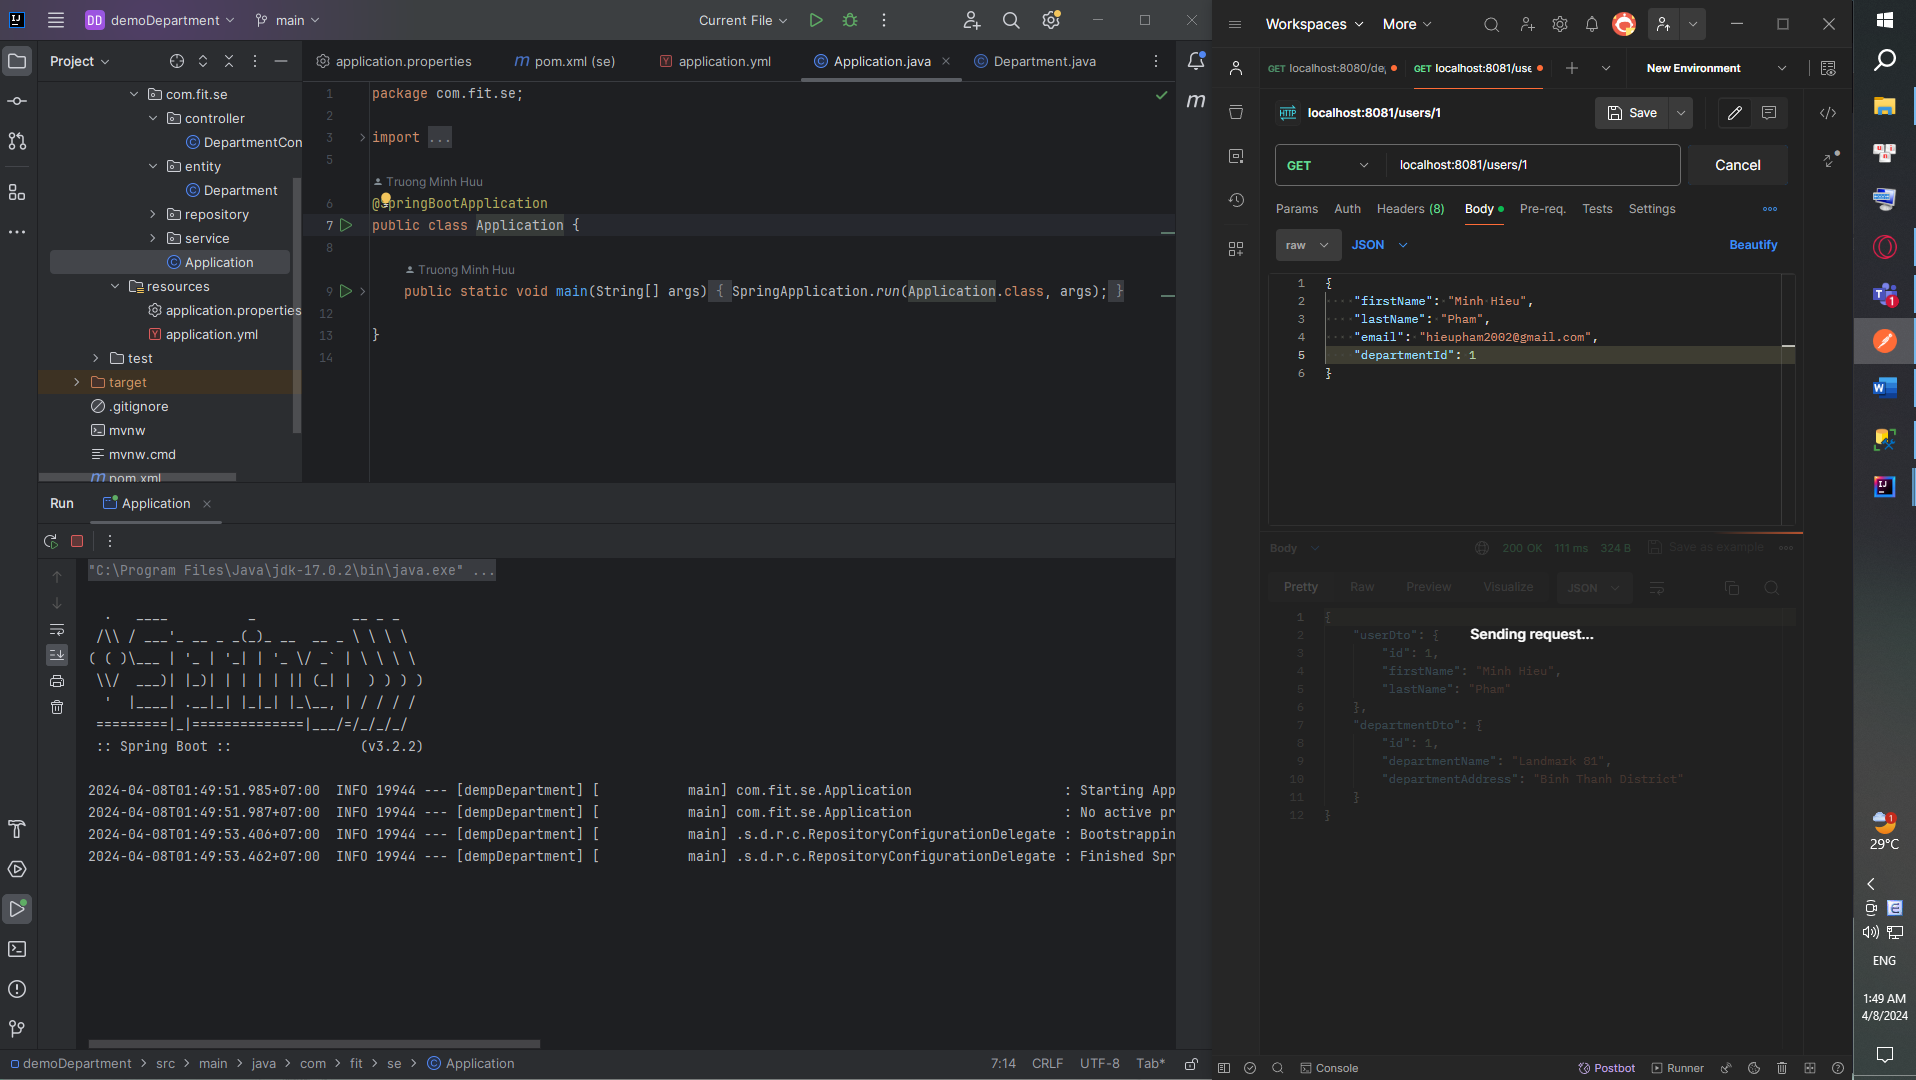 DD demoDepartment main Current File
Project
com.fit.se
controller
DepartmentCon
entity
Department
repository
service
Application
resources
application.properties
application.yml
test
target
.gitignore
mvnw
mvnw.cmd
pom.xml
application.properties pom.xml (se) application.yml Application.java Department.java
1 package com.fit.se;
2
3 import ...
5
Truong Minh Huu
6 @SpringBootApplication
7 public class Application {
8
Truong Minh Huu
9 public static void main(String[] args) { SpringApplication.run(Application.class, args); }
12
13 }
14
Run Application
"C:\Program Files\Java\jdk-17.0.2\bin\java.exe" ...
:: Spring Boot :: (v3.2.2)
2024-04-08T01:49:51.985+07:00 INFO 19944 --- [dempDepartment] [ main] com.fit.se.Application : Starting App
2024-04-08T01:49:51.987+07:00 INFO 19944 --- [dempDepartment] [ main] com.fit.se.Application : No active pr
2024-04-08T01:49:53.406+07:00 INFO 19944 --- [dempDepartment] [ main] .s.d.r.c.RepositoryConfigurationDelegate : Bootstrappin
2024-04-08T01:49:53.462+07:00 INFO 19944 --- [dempDepartment] [ main] .s.d.r.c.RepositoryConfigurationDelegate : Finished Spr
demoDepartment > src > main > java > com > fit > se > Application
7:14 CRLF UTF-8 Tab*
Workspaces More
GET localhost:8080/de GET localhost:8081/use New Environment
HTTP localhost:8081/users/1 Save
GET localhost:8081/users/1 Cancel
Params Auth Headers (8) Body Pre-req. Tests Settings
raw JSON Beautify
1 {
2 "firstName": "Minh Hieu",
3 "lastName": "Pham",
4 "email": "hieupham2002@gmail.com",
5 "departmentId": 1
6 }
Body 200 OK 111 ms 324 B Save as example
Pretty Raw Preview Visualize JSON
1 {
Sending request...
2 "userDto": {
3 "id": 1,
4 "firstName": "Minh Hieu",
5 "lastName": "Pham"
6 },
7 "departmentDto": {
8 "id": 1,
9 "departmentName": "Landmark 81",
10 "departmentAddress": "Binh Thanh District"
11 }
12 }
Console Postbot Runner
29°C
ENG
1:49 AM
4/8/2024